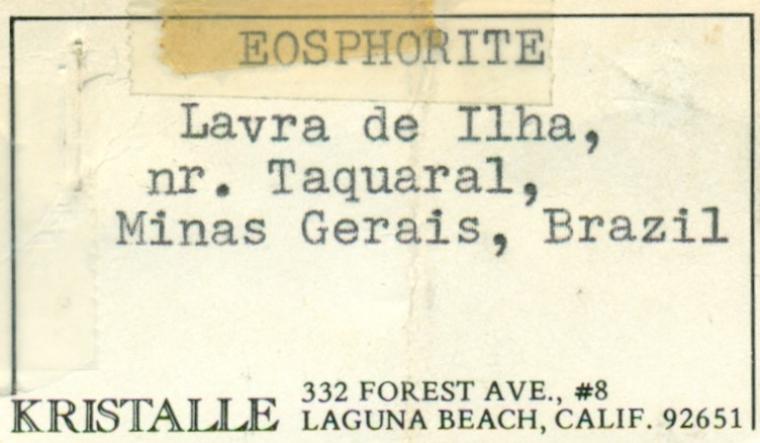 EOSPHORITE
Lavra de Ilha,
nr. Taquaral,
Minas Gerais, Brazil
KRISTALLE 332 FOREST AVE., #8
LAGUNA BEACH, CALIF. 92651